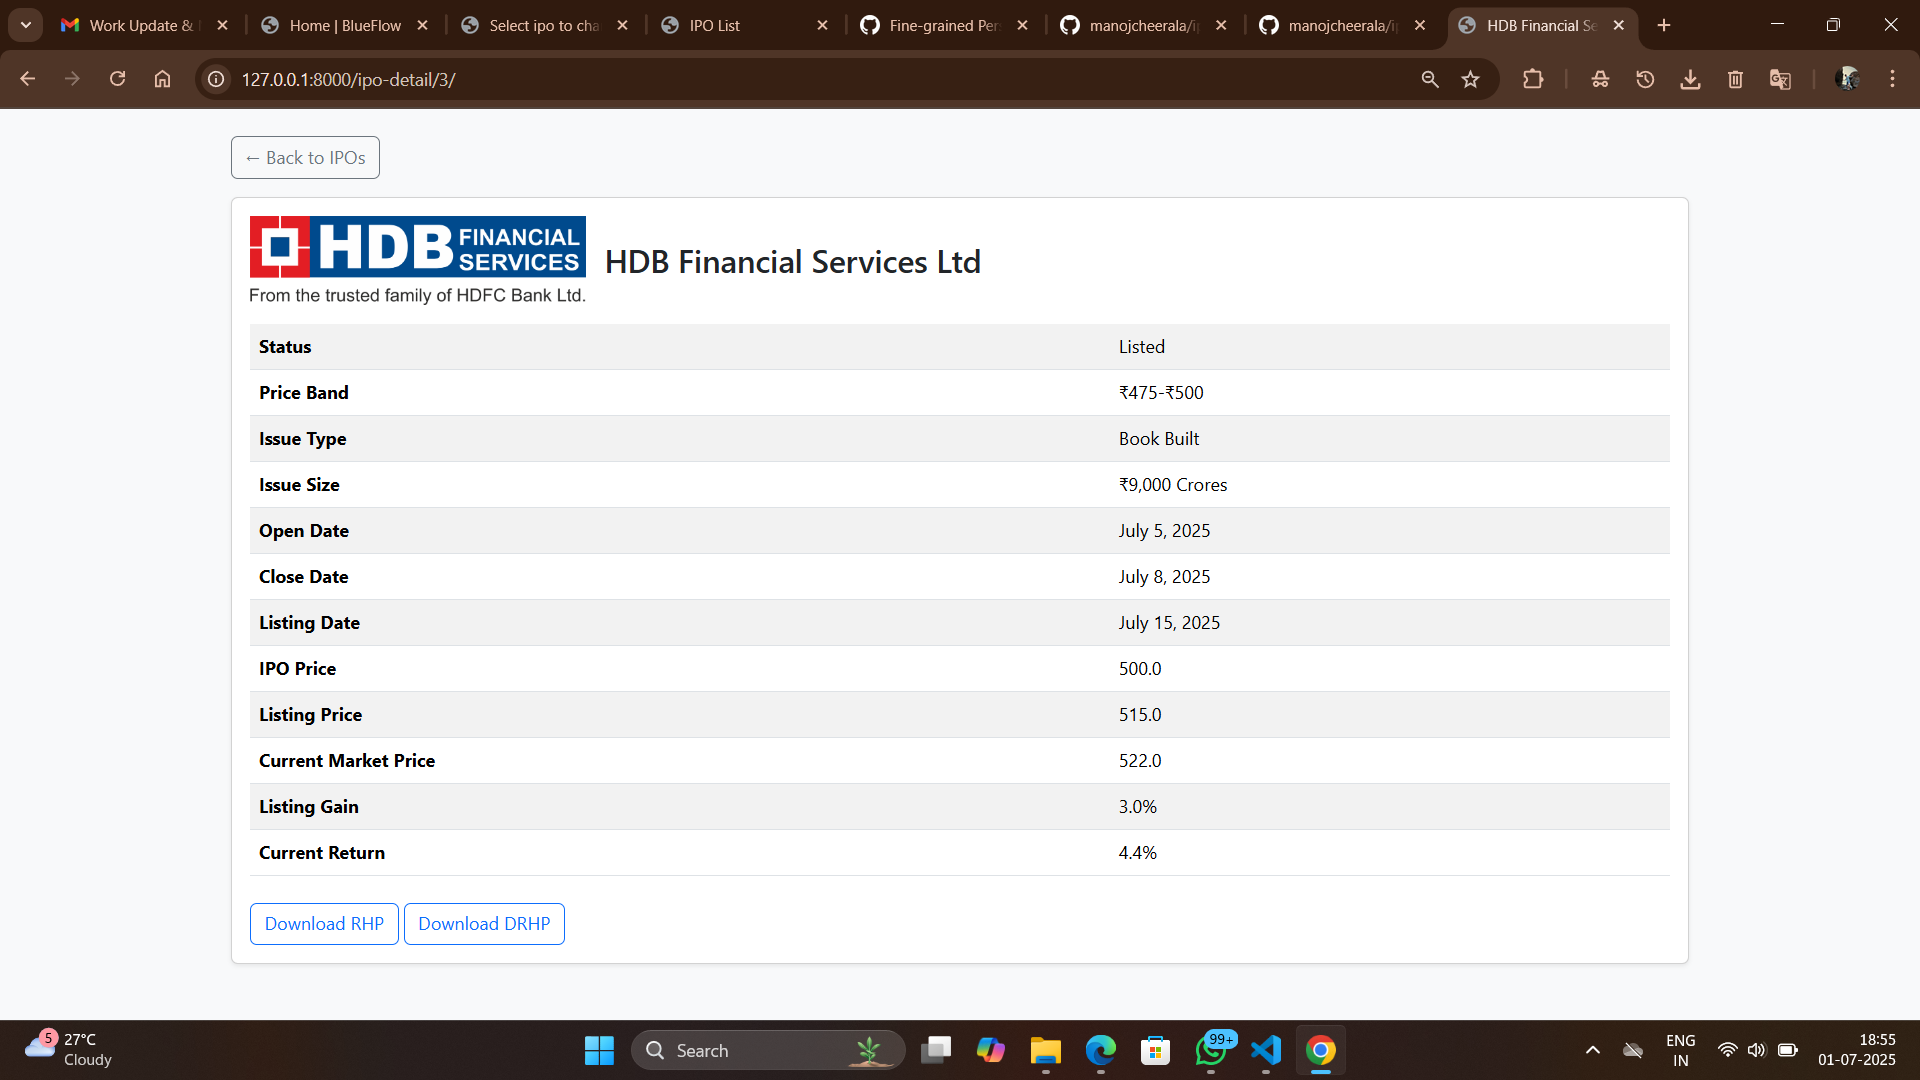 Work Update &
Home | BlueFlow
Select ipo to cha
IPO List
Fine-grained Per
manojcheerala/ip
manojcheerala/ip
HDB Financial Se
127.0.0.1:8000/ipo-detail/3/
← Back to IPOs
HDB FINANCIAL SERVICES
From the trusted family of HDFC Bank Ltd.
HDB Financial Services Ltd
Status Listed
Price Band ₹475-₹500
Issue Type Book Built
Issue Size ₹9,000 Crores
Open Date July 5, 2025
Close Date July 8, 2025
Listing Date July 15, 2025
IPO Price 500.0
Listing Price 515.0
Current Market Price 522.0
Listing Gain 3.0%
Current Return 4.4%
Download RHP Download DRHP
5
27°C
Cloudy
Search
99+
ENG
IN
18:55
01-07-2025